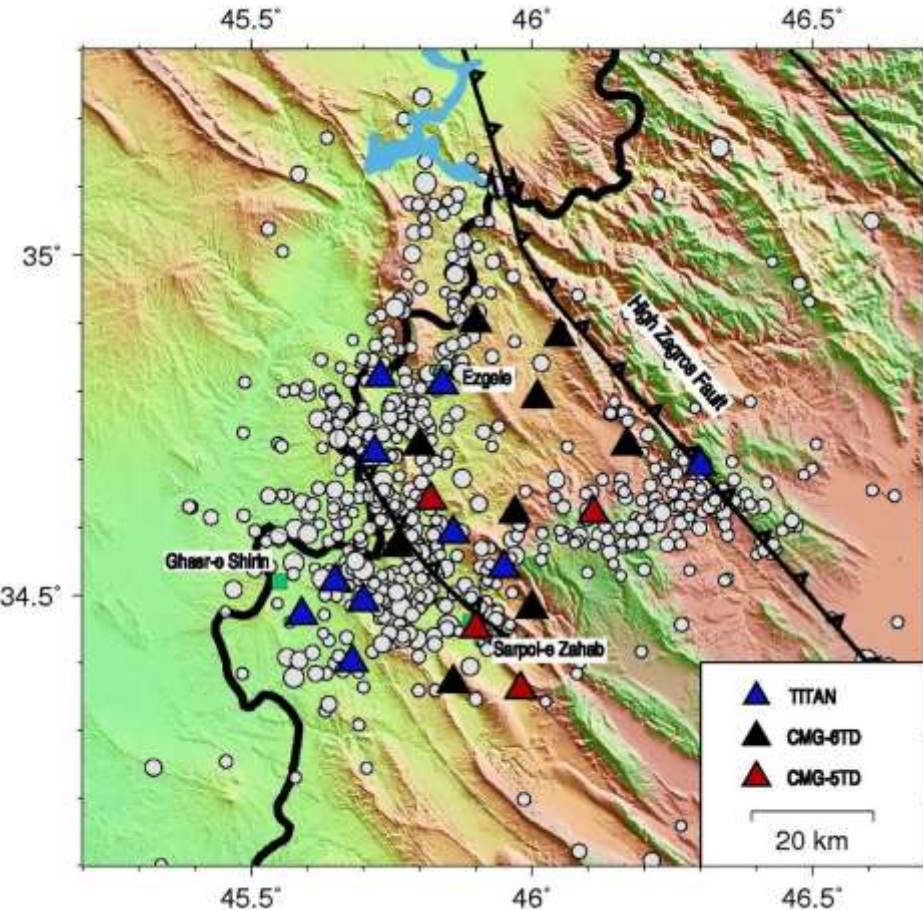 45.5° 46° 46.5°
35°
High Zagros Fault
Ezgele
Ghasr-e Shirin
34.5°
Sarpol-e Zahab
TITAN
CMG-6TD
CMG-5TD
20 km
45.5° 46° 46.5°